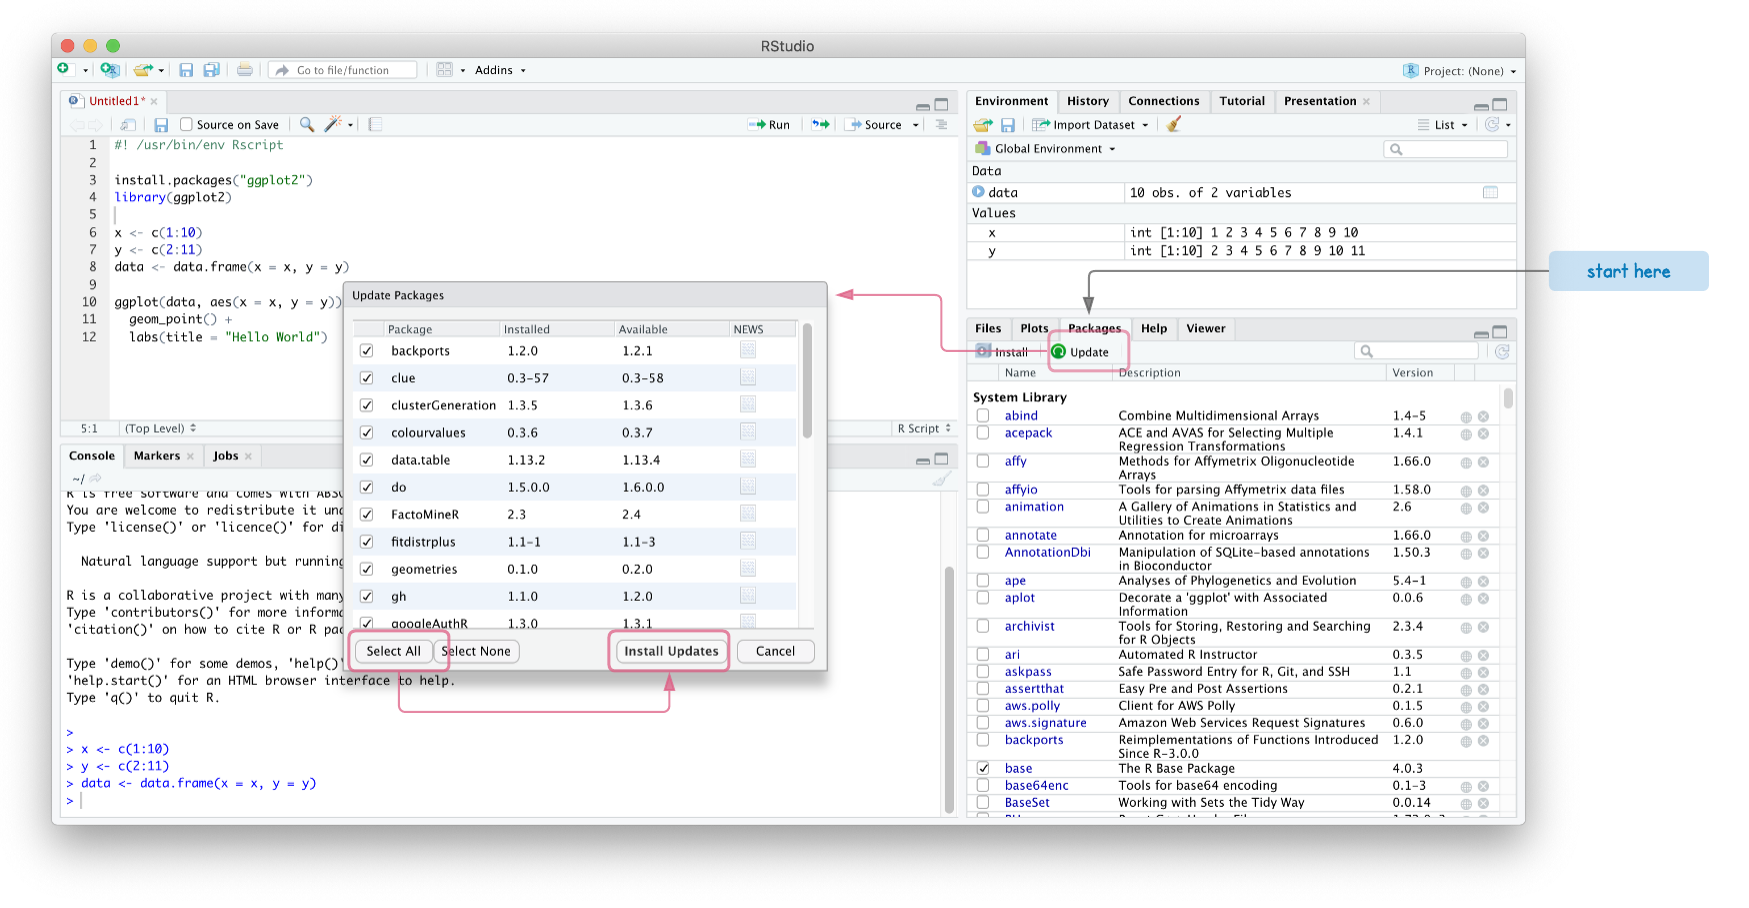 RStudio
Go to file/function
Addins
Project: (None)
Untitled1*
Source on Save
Run
Source
1 #! /usr/bin/env Rscript
2
3 install.packages("ggplot2")
4 library(ggplot2)
5
6 x <- c(1:10)
7 y <- c(2:11)
8 data <- data.frame(x = x, y = y)
9
10 ggplot(data, aes(x = x, y = y))
11 geom_point() +
12 labs(title = "Hello World")
5:1 (Top Level)
R Script
Console Markers Jobs
~/
R is free software and comes with ABSO
You are welcome to redistribute it und
Type 'license()' or 'licence()' for di
Natural language support but running
R is a collaborative project with many
Type 'contributors()' for more informa
'citation()' on how to cite R or R pac
Type 'demo()' for some demos, 'help()'
'help.start()' for an HTML browser interface to help.
Type 'q()' to quit R.
>
> x <- c(1:10)
> y <- c(2:11)
> data <- data.frame(x = x, y = y)
>
Update Packages
Package Installed Available NEWS
backports 1.2.0 1.2.1
clue 0.3-57 0.3-58
clusterGeneration 1.3.5 1.3.6
colourvalues 0.3.6 0.3.7
data.table 1.13.2 1.13.4
do 1.5.0.0 1.6.0.0
FactoMineR 2.3 2.4
fitdistrplus 1.1-1 1.1-3
geometries 0.1.0 0.2.0
gh 1.1.0 1.2.0
googleAuthR 1.3.0 1.3.1
Select All Select None Install Updates Cancel
Environment History Connections Tutorial Presentation
Import Dataset
List
Global Environment
Data
data 10 obs. of 2 variables
Values
x int [1:10] 1 2 3 4 5 6 7 8 9 10
y int [1:10] 2 3 4 5 6 7 8 9 10 11
start here
Files Plots Packages Help Viewer
Install Update
Name Description Version
System Library
abind Combine Multidimensional Arrays 1.4-5
acepack ACE and AVAS for Selecting Multiple 1.4.1
Regression Transformations
affy Methods for Affymetrix Oligonucleotide 1.66.0
Arrays
affyio Tools for parsing Affymetrix data files 1.58.0
animation A Gallery of Animations in Statistics and 2.6
Utilities to Create Animations
annotate Annotation for microarrays 1.66.0
AnnotationDbi Manipulation of SQLite-based annotations 1.50.3
in Bioconductor
ape Analyses of Phylogenetics and Evolution 5.4-1
aplot Decorate a 'ggplot' with Associated 0.0.6
Information
archivist Tools for Storing, Restoring and Searching 2.3.4
for R Objects
ari Automated R Instructor 0.3.5
askpass Safe Password Entry for R, Git, and SSH 1.1
assertthat Easy Pre and Post Assertions 0.2.1
aws.polly Client for AWS Polly 0.1.5
aws.signature Amazon Web Services Request Signatures 0.6.0
backports Reimplementations of Functions Introduced 1.2.0
Since R-3.0.0
base The R Base Package 4.0.3
base64enc Tools for base64 encoding 0.1-3
BaseSet Working with Sets the Tidy Way 0.0.14